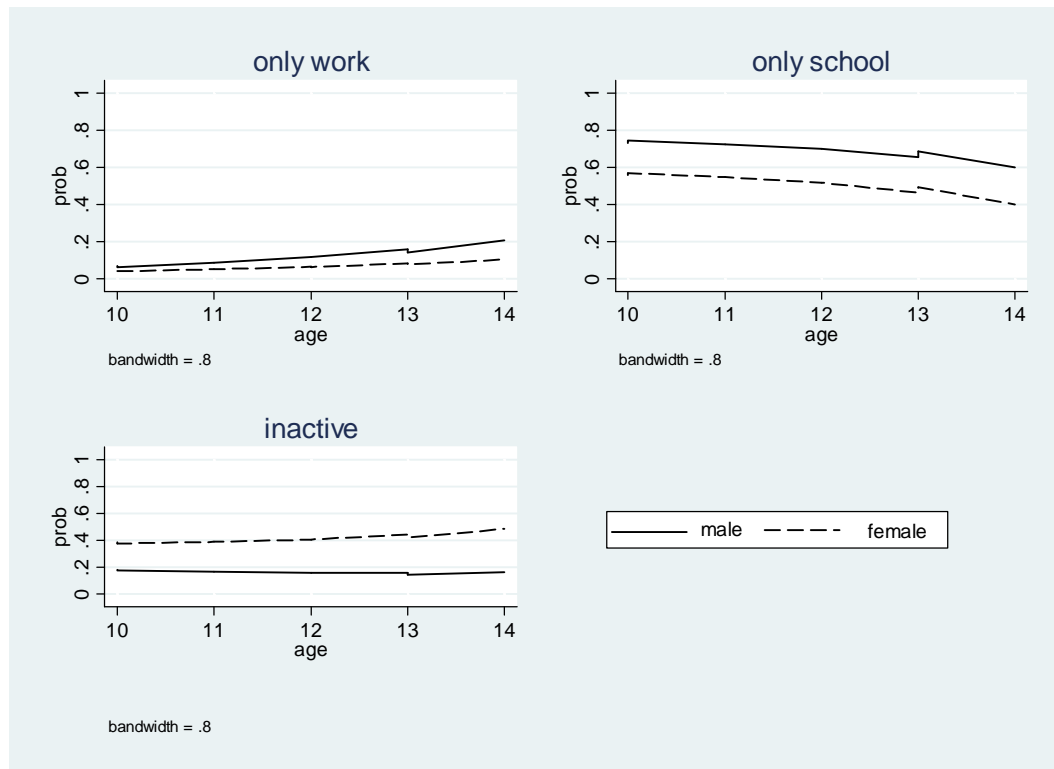 only work
prob
0 .2 .4 .6 .8 1
10 11 12 13 14
age
bandwidth = .8
only school
prob
0 .2 .4 .6 .8 1
10 11 12 13 14
age
bandwidth = .8
inactive
prob
0 .2 .4 .6 .8 1
10 11 12 13 14
age
bandwidth = .8
male female